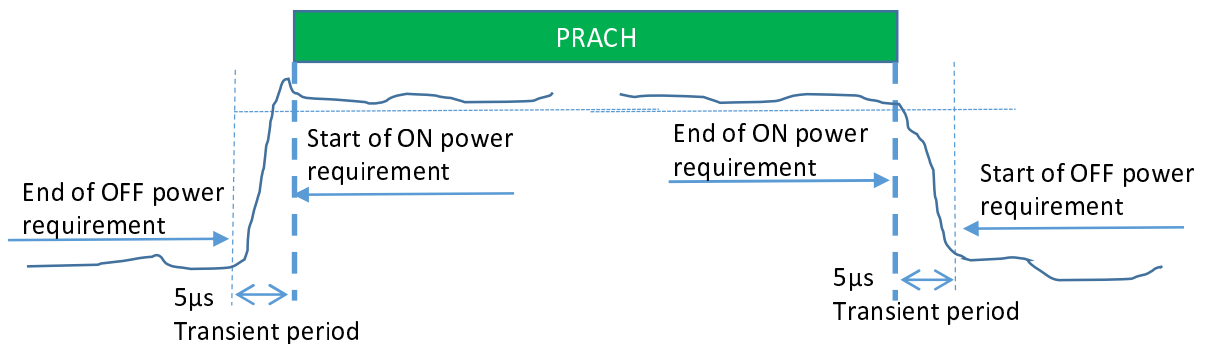 PRACH
Start of ON power
requirement
End of ON power
requirement
End of OFF power
requirement
Start of OFF power
requirement
5µs
Transient period
5µs
Transient period